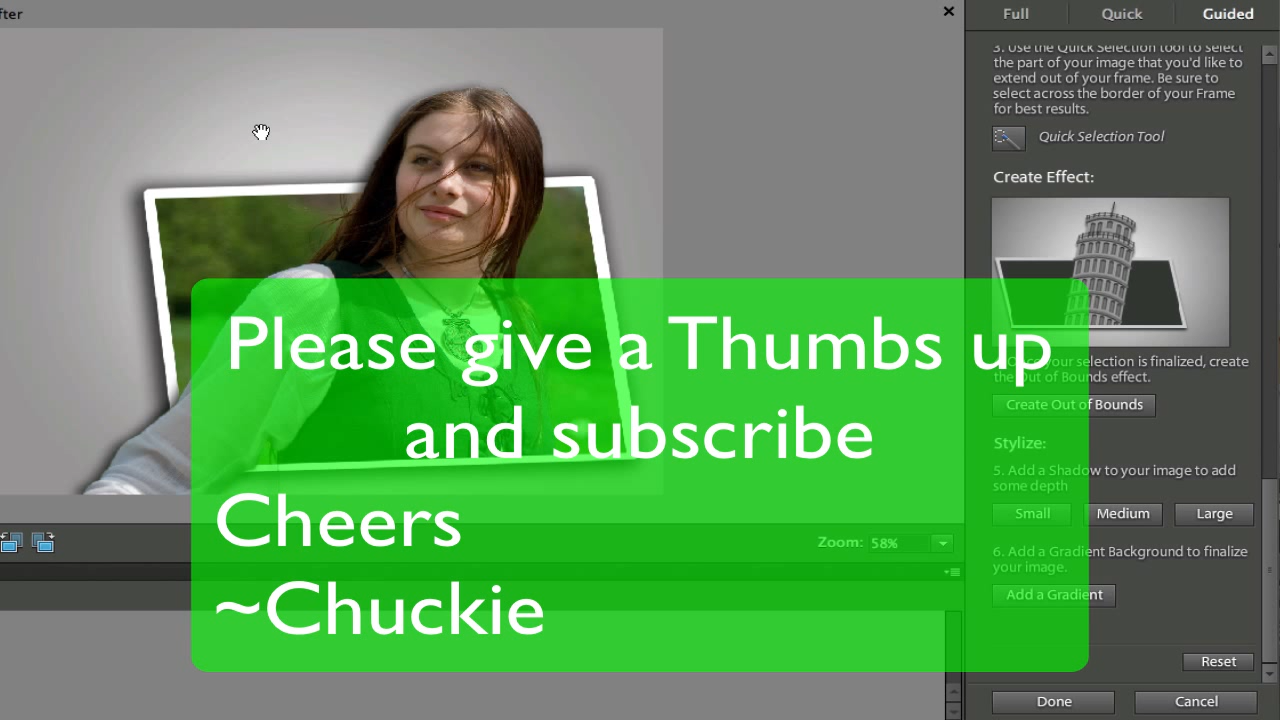 fter
Full
Quick
Guided
3. Use the Quick Selection tool to select
the part of your image that you'd like to
extend out of your frame. Be sure to
select across the border of your Frame
for best results.
Quick Selection Tool
Create Effect:
Once your selection is finalized, create
the Out of Bounds effect.
Create Out of Bounds
Stylize:
5. Add a Shadow to your image to add
some depth
Small
Medium
Large
6. Add a Gradient Background to finalize
your image.
Add a Gradient
Reset
Done
Cancel
Zoom: 58%
Please give a Thumbs up
and subscribe
Cheers
~Chuckie